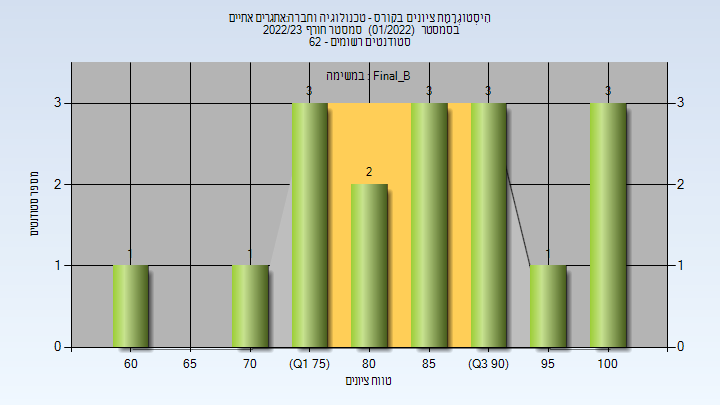 היסטוגרמת ציונים בקורס - טכנולוגיה וחברה:אתגרים אתיים
בסמסטר (01/2022) סמסטר חורף 2022/23
סטודנטים רשומים - 62
במשימה : Final_B
3 3 3 3
2
1 1 1
3 3
2 2
1 1
0 0
מספר סטודנטים
60 65 70 (Q1 75) 80 85 (Q3 90) 95 100
טווח ציונים